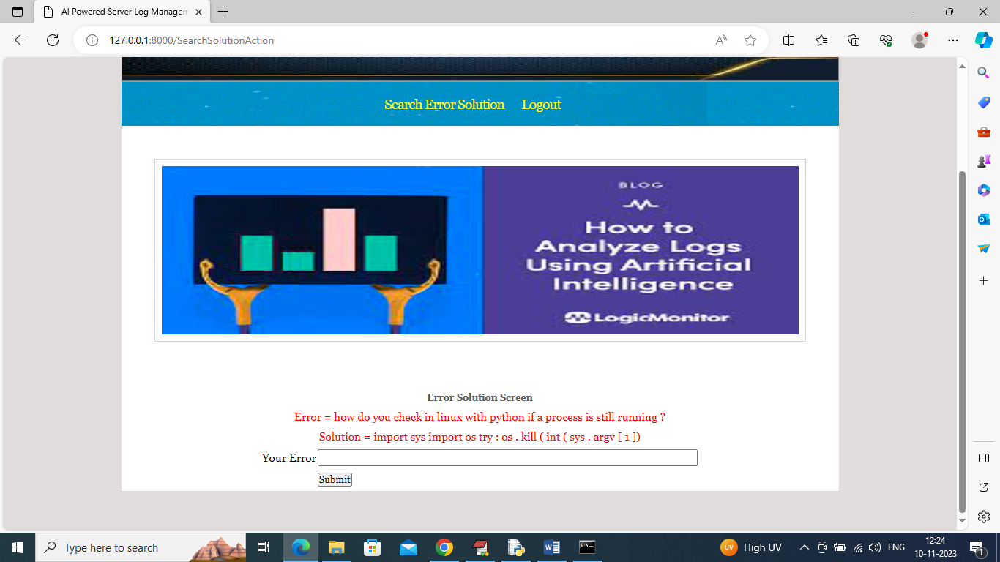 AI Powered Server Log Managem
127.0.0.1:8000/SearchSolutionAction
Search Error Solution Logout
BLOG
How to
Analyze Logs
Using Artificial
Intelligence
LogicMonitor
Error Solution Screen
Error = how do you check in linux with python if a process is still running ?
Solution = import sys import os try : os . kill ( int ( sys . argv [ 1 ])
Your Error
Submit
Type here to search
UV High UV ENG 12:24
10-11-2023 1